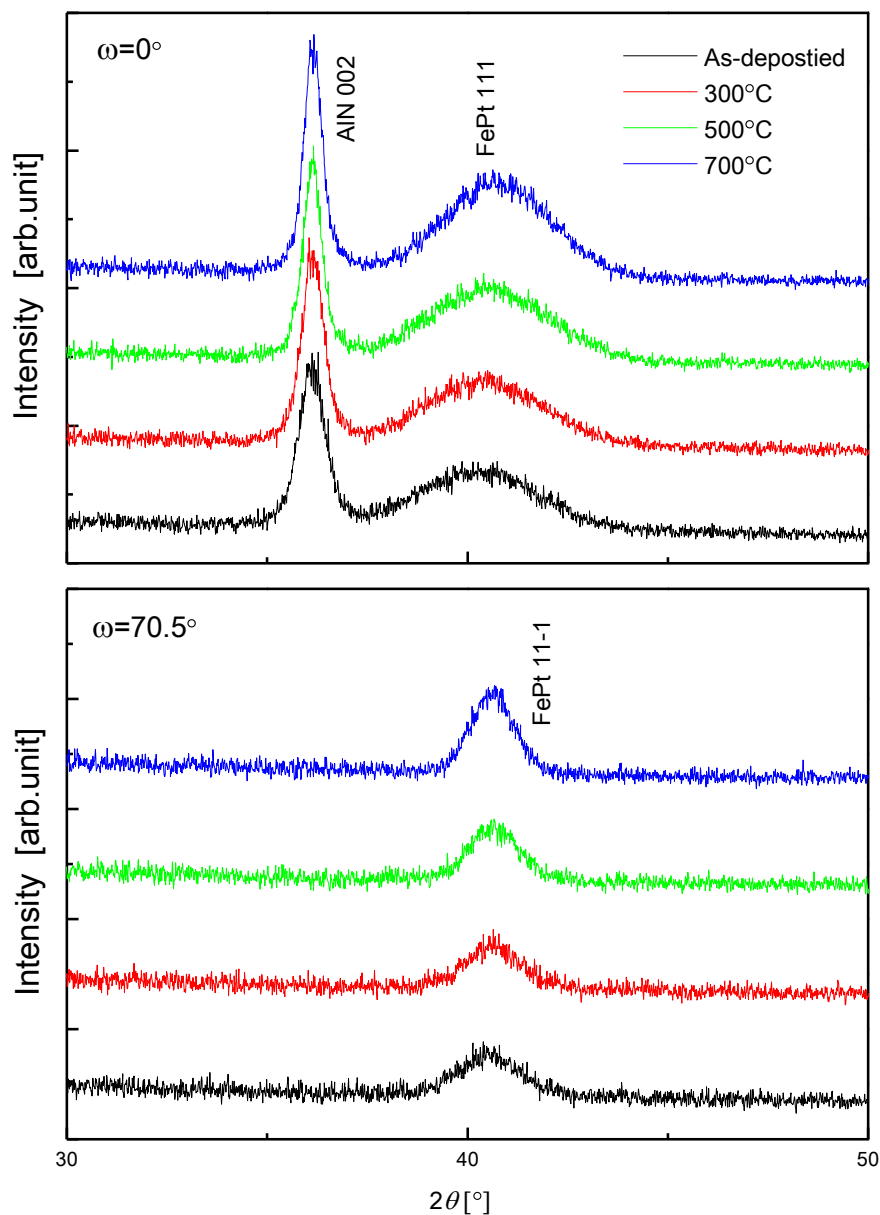 ω=0°
AlN 002
FePt 111
As-depostied
300°C
500°C
700°C
Intensity [arb.unit]
ω=70.5°
FePt 11-1
Intensity [arb.unit]
30
40
50
2θ[°]